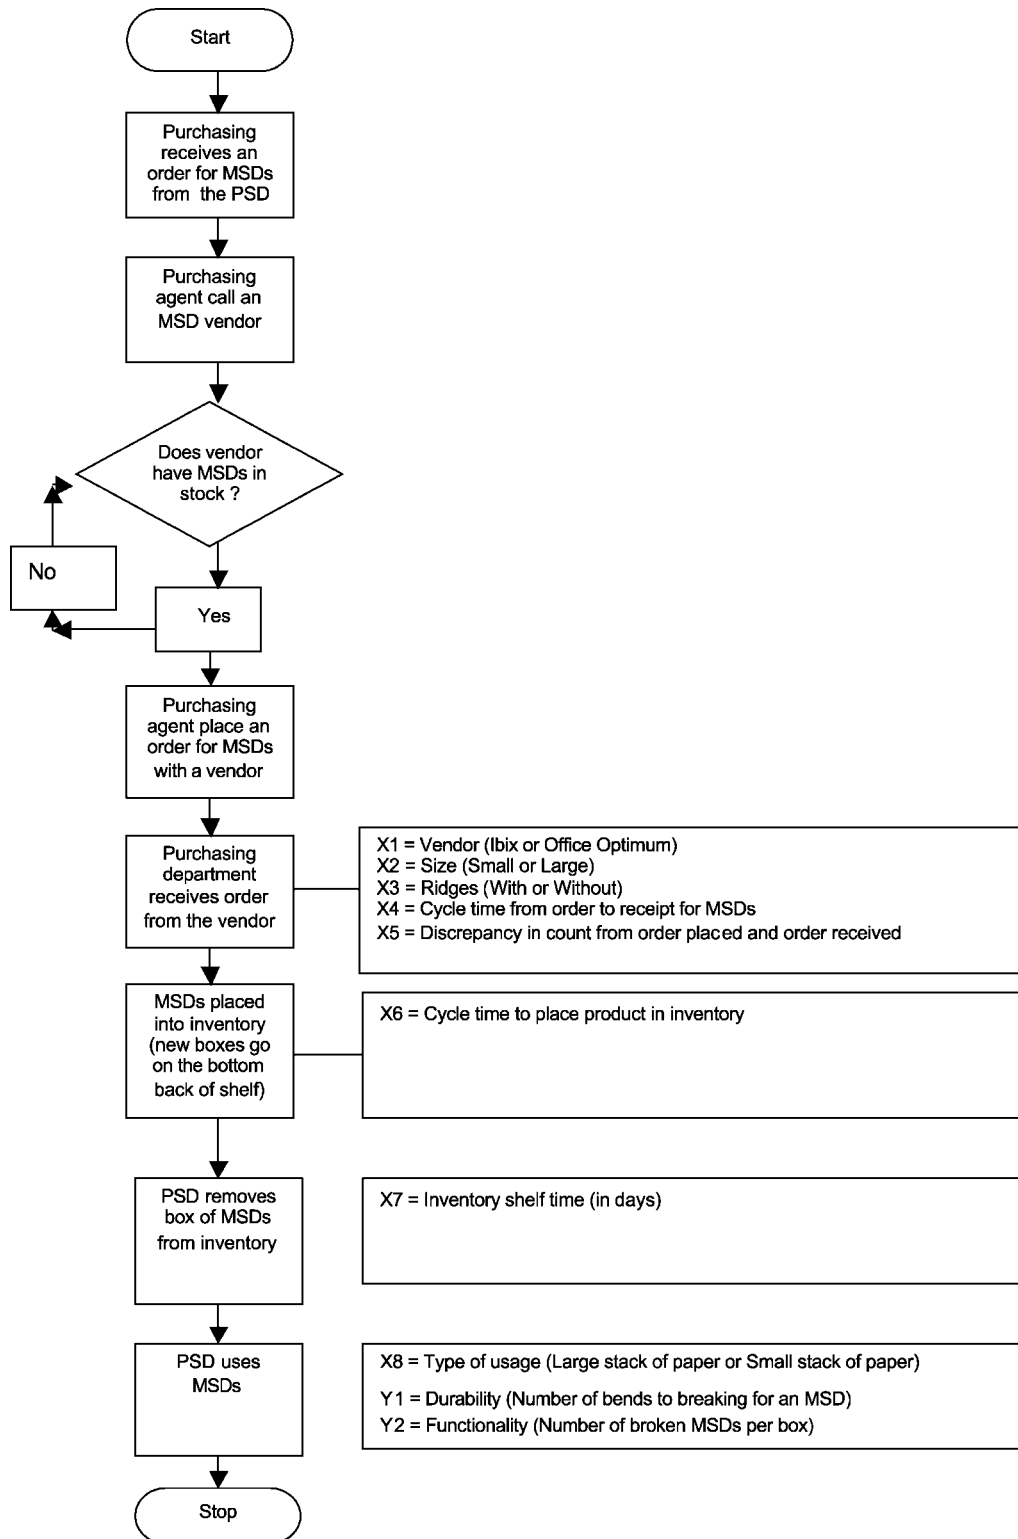 Start
Purchasing
receives an
order for MSDs
from the PSD
Purchasing
agent call an
MSD vendor
Does vendor
have MSDs in
stock ?
No
Yes
Purchasing
agent place an
order for MSDs
with a vendor
Purchasing
department
receives order
from the vendor
X1 = Vendor (Ibix or Office Optimum)
X2 = Size (Small or Large)
X3 = Ridges (With or Without)
X4 = Cycle time from order to receipt for MSDs
X5 = Discrepancy in count from order placed and order received
MSDs placed
into inventory
(new boxes go
on the bottom
back of shelf)
X6 = Cycle time to place product in inventory
PSD removes
box of MSDs
from inventory
X7 = Inventory shelf time (in days)
PSD uses
MSDs
X8 = Type of usage (Large stack of paper or Small stack of paper)
Y1 = Durability (Number of bends to breaking for an MSD)
Y2 = Functionality (Number of broken MSDs per box)
Stop